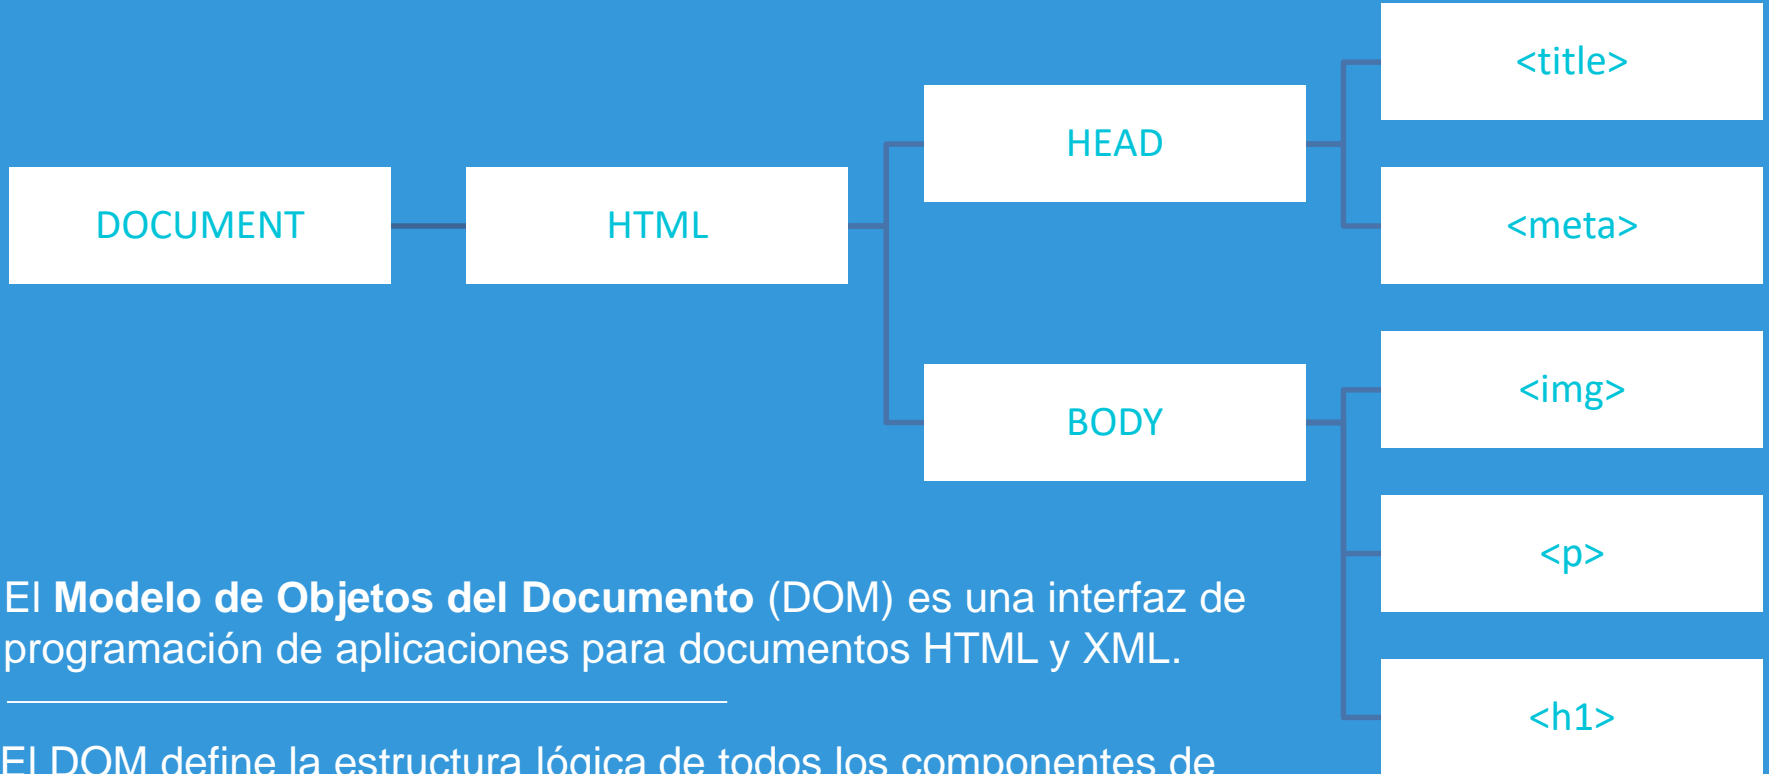 <title>
HEAD
DOCUMENT
HTML
<meta>
<img>
BODY
<p>
El Modelo de Objetos del Documento (DOM) es una interfaz de
programación de aplicaciones para documentos HTML y XML.
<h1>
El DOM define la estructura lógica de todos los componentes de